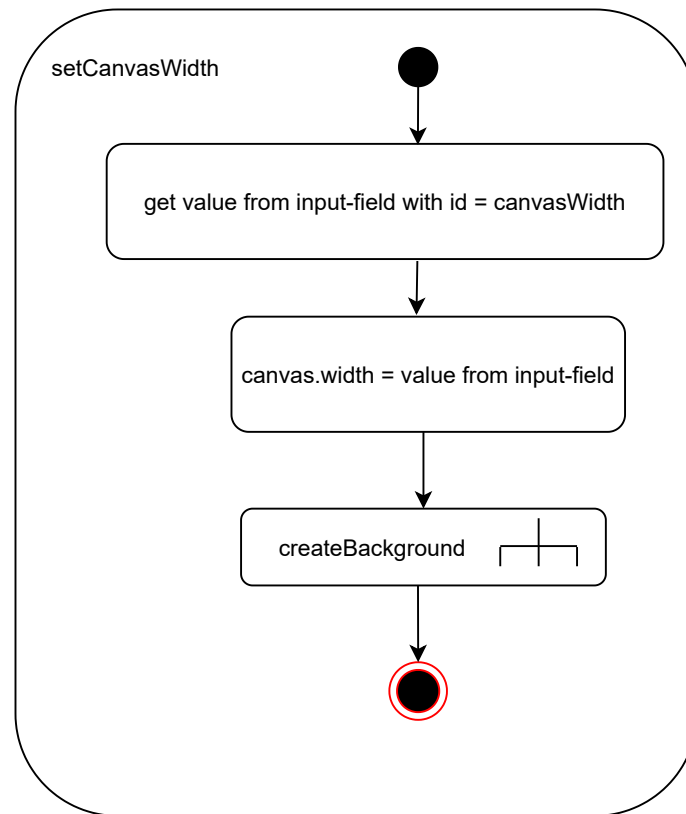 setCanvasWidth
get value from input-field with id = canvasWidth
canvas.width = value from input-field
createBackground